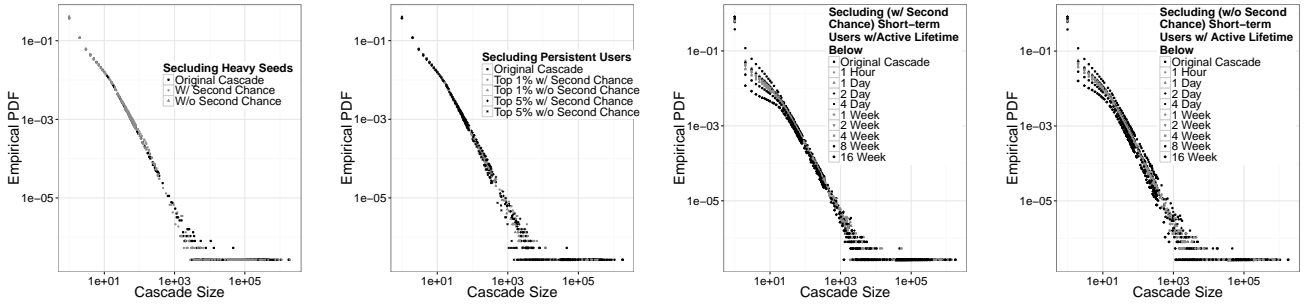 Empirical PDF
1e−01
1e−03
1e−05
1e+01
1e+03
1e+05
Cascade Size
Secluding Heavy Seeds
Original Cascade
W/ Second Chance
W/o Second Chance
Empirical PDF
1e−01
1e−03
1e−05
1e+01
1e+03
1e+05
Cascade Size
Secluding Persistent Users
Original Cascade
Top 1% w/ Second Chance
Top 1% w/o Second Chance
Top 5% w/ Second Chance
Top 5% w/o Second Chance
Empirical PDF
1e−01
1e−03
1e−05
1e+01
1e+03
1e+05
Cascade Size
Secluding (w/ Second
Chance) Short−term
Users w/Active Lifetime
Below
Original Cascade
1 Hour
1 Day
2 Day
4 Day
1 Week
2 Week
4 Week
8 Week
16 Week
Empirical PDF
1e−01
1e−03
1e−05
1e+01
1e+03
1e+05
Cascade Size
Secluding (w/o Second
Chance) Short−term
Users w/ Active Lifetime
Below
Original Cascade
1 Hour
1 Day
2 Day
4 Day
1 Week
2 Week
4 Week
8 Week
16 Week